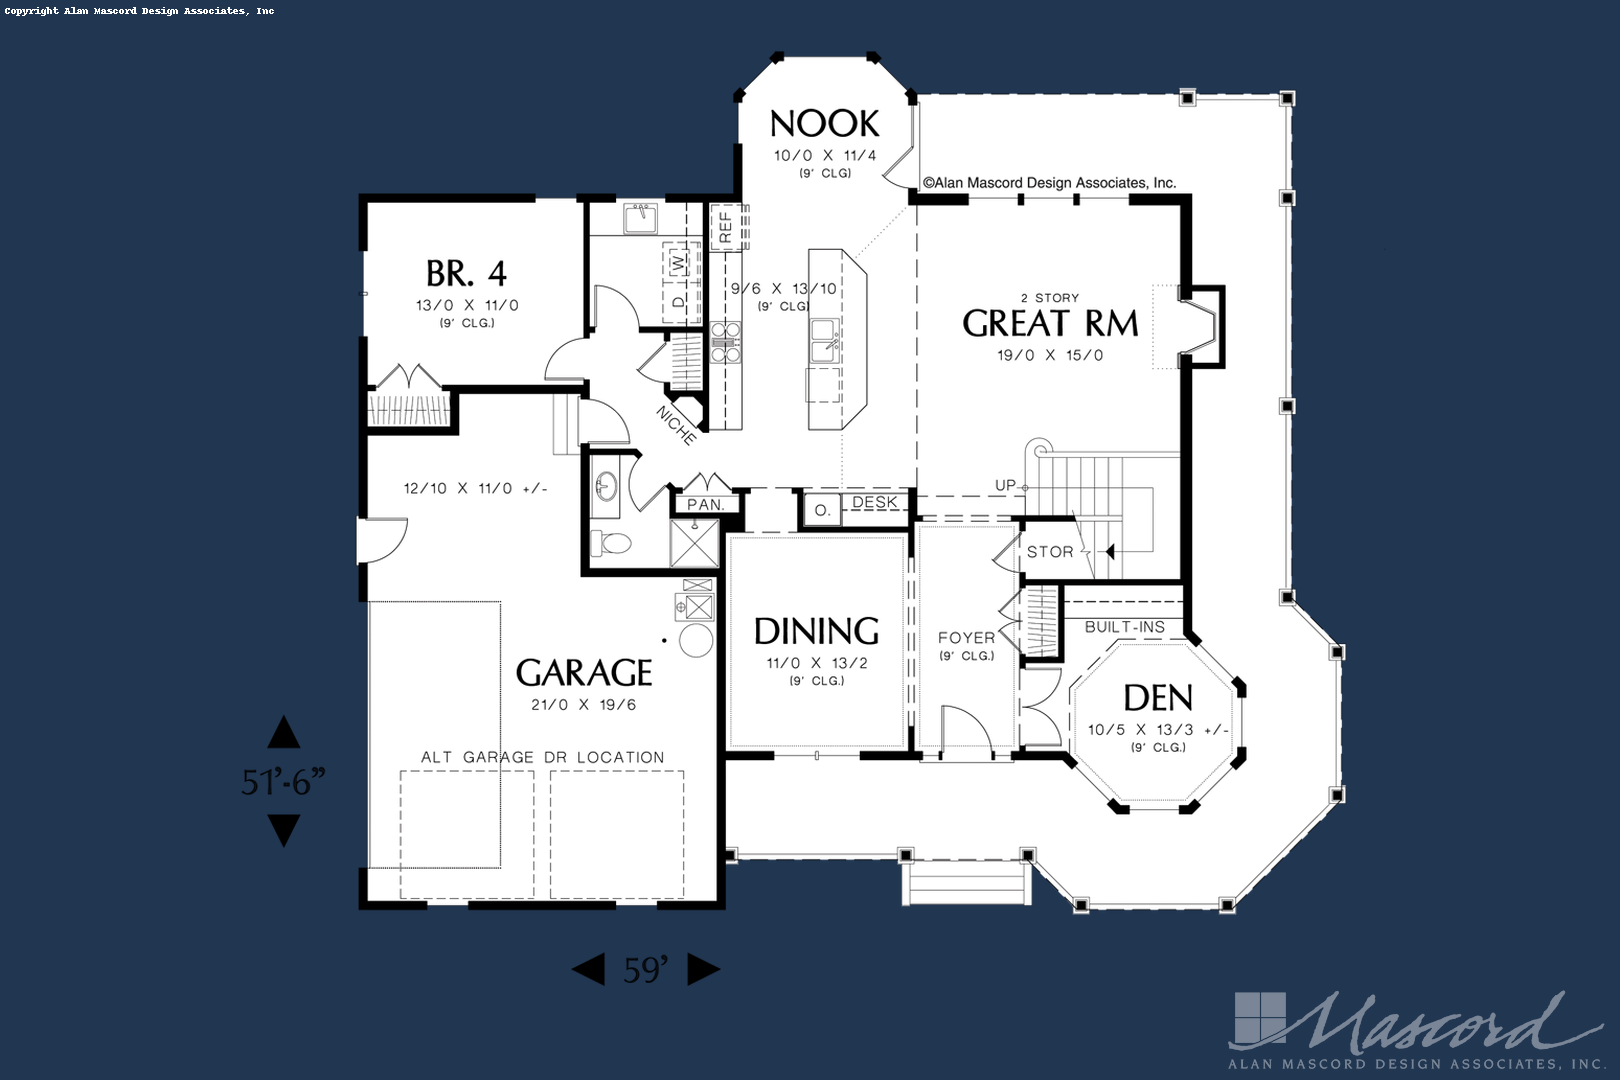 Copyright Alan Mascord Design Associates, Inc
NOOK
10/0 X 11/4
(9' CLG)
©Alan Mascord Design Associates, Inc.
REF
BR. 4
13/0 X 11/0
(9' CLG.)
W
D
9/6 X 13/10
(9' CLG)
2 STORY
GREAT RM
19/0 X 15/0
NICHE
12/10 X 11/0 +/-
PAN.
O.
DESK
UP
STOR
DINING
11/0 X 13/2
(9' CLG.)
FOYER
(9' CLG.)
BUILT-INS
DEN
10/5 X 13/3 +/-
(9' CLG.)
GARAGE
21/0 X 19/6
ALT GARAGE DR LOCATION
51'-6"
59'
Mascord
ALAN MASCORD DESIGN ASSOCIATES, INC.